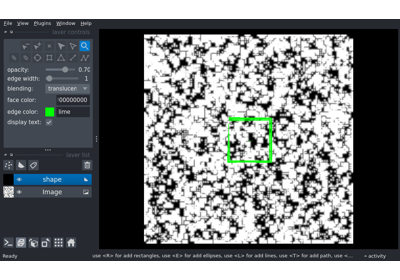 File View Plugins Window Help
layer controls
opacity: 0.70
edge width: 1
blending: translucen
face color: 00000000
edge color: lime
display text:
layer list
shape
Image
Ready
use <R> for add rectangles, use <E> for add ellipses, use <L> for add lines, use <T> for add path, use <...
activity